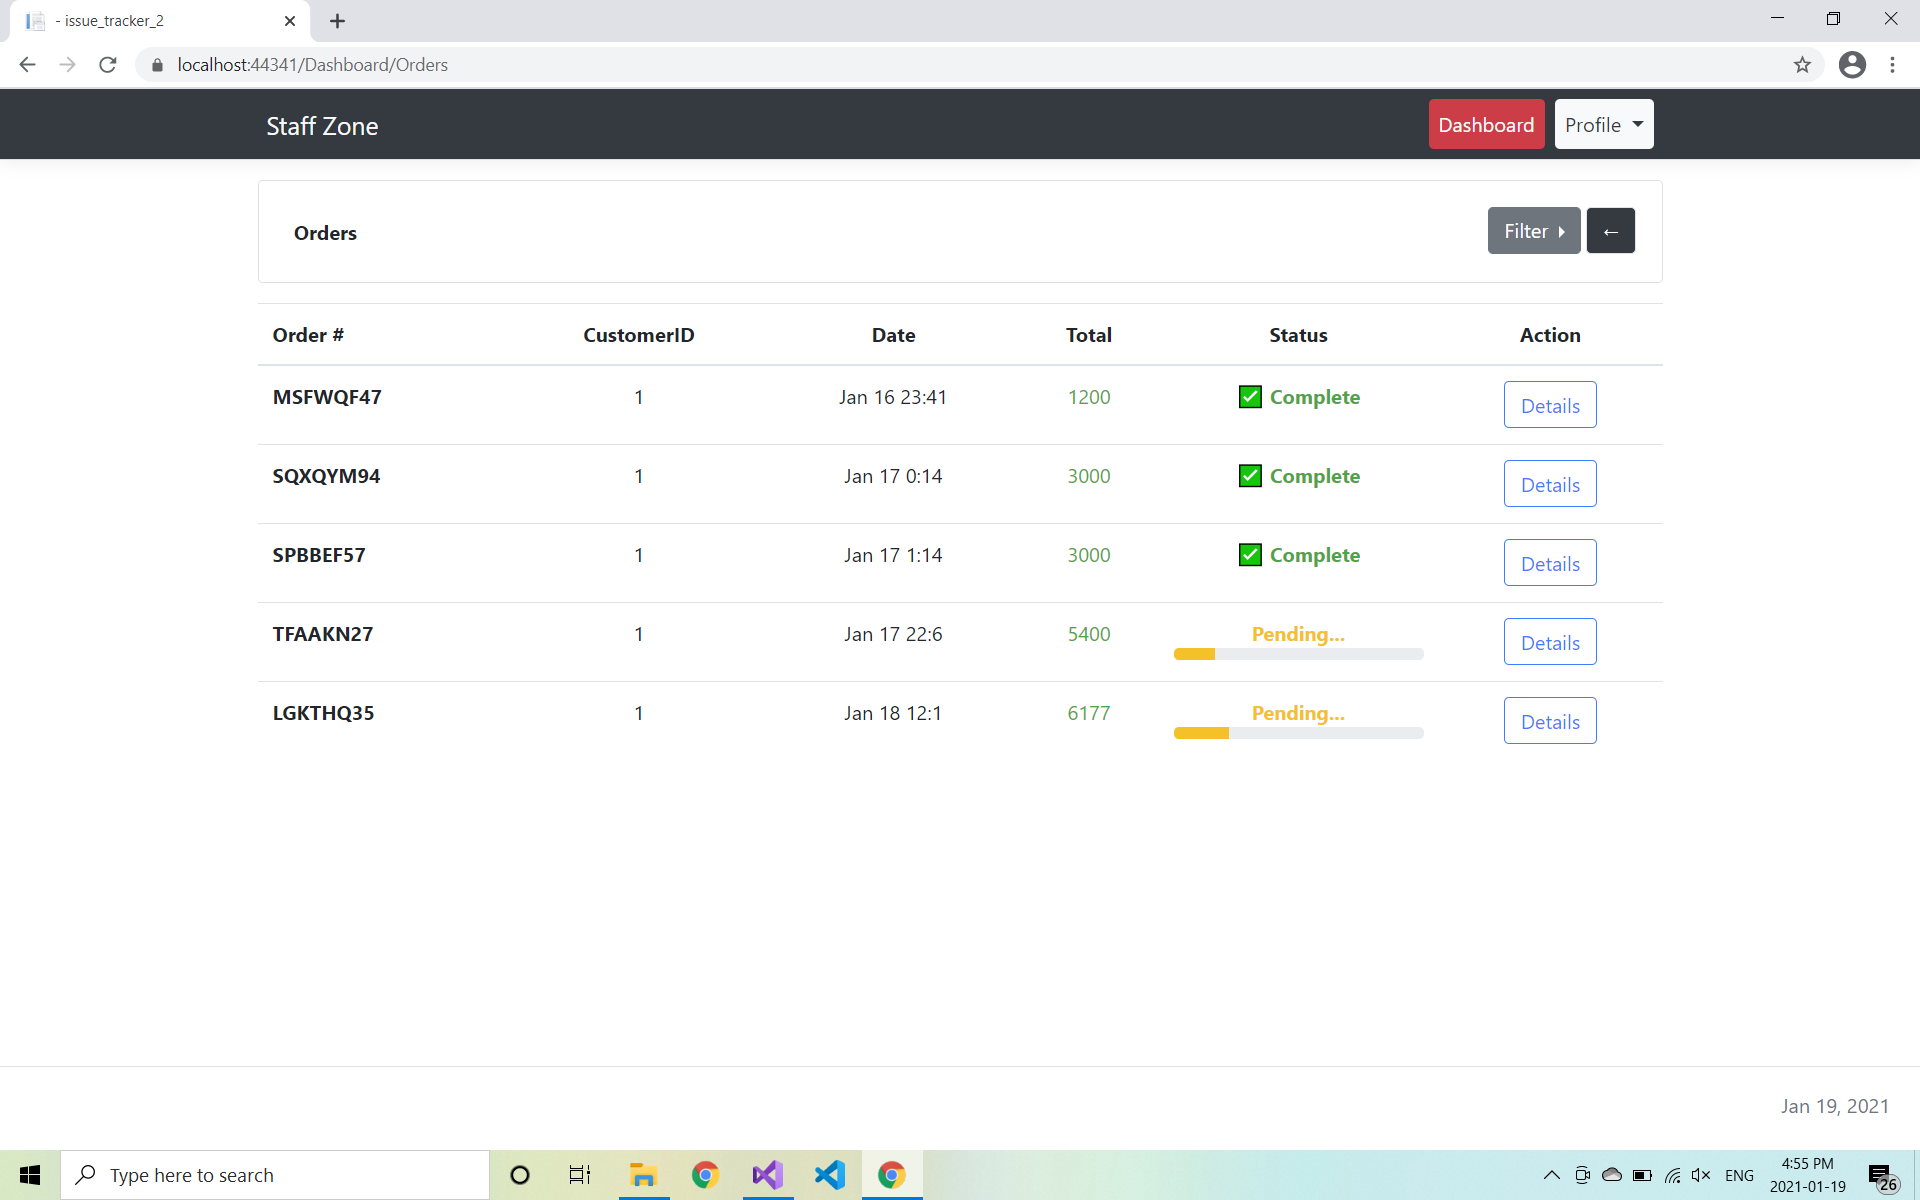 - issue_tracker_2
localhost:44341/Dashboard/Orders
Staff Zone Dashboard Profile
Orders Filter ←
Order # CustomerID Date Total Status Action
MSFWQF47 1 Jan 16 23:41 1200 Complete Details
SQXQYM94 1 Jan 17 0:14 3000 Complete Details
SPBBEF57 1 Jan 17 1:14 3000 Complete Details
TFAAKN27 1 Jan 17 22:6 5400 Pending... Details
LGKTHQ35 1 Jan 18 12:1 6177 Pending... Details
Jan 19, 2021
Type here to search
ENG
4:55 PM
2021-01-19
26